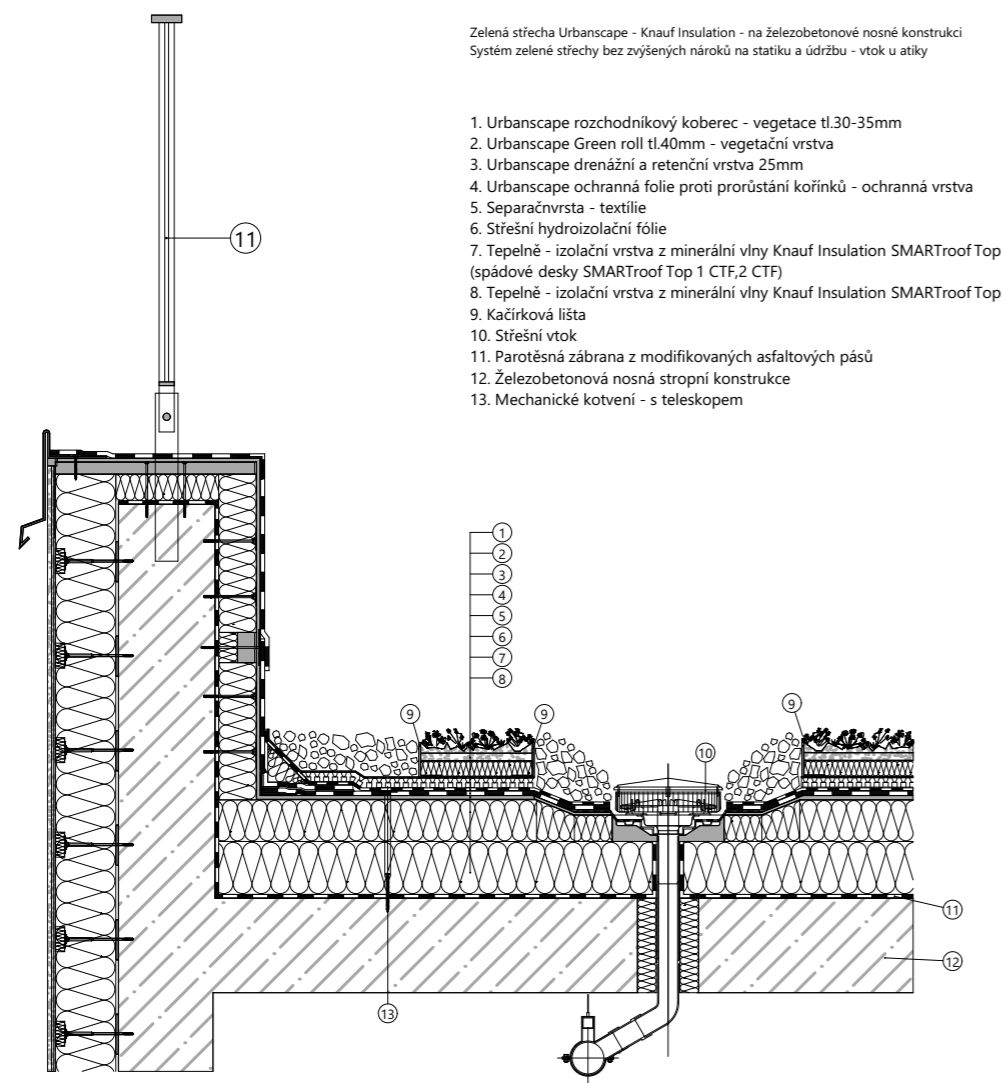 Zelená střecha Urbanscape - Knauf Insulation - na železobetonové nosné konstrukci
Systém zelené střechy bez zvýšených nároků na statiku a údržbu - vtok u atiky
1. Urbanscape rozchodníkový koberec - vegetace tl.30-35mm
2. Urbanscape Green roll tl.40mm - vegetační vrstva
3. Urbanscape drenážní a retenční vrstva 25mm
4. Urbanscape ochranná folie proti prorůstání kořínků - ochranná vrstva
5. Separačnvrsta - textílie
6. Střešní hydroizolační fólie
7. Tepelně - izolační vrstva z minerální vlny Knauf Insulation SMARTroof Top
(spádové desky SMARTroof Top 1 CTF,2 CTF)
8. Tepelně - izolační vrstva z minerální vlny Knauf Insulation SMARTroof Top
9. Kačírková lišta
10. Střešní vtok
11. Parotěsná zábrana z modifikovaných asfaltových pásů
12. Železobetonová nosná stropní konstrukce
13. Mechanické kotvení - s teleskopem
11
1
2
3
4
5
6
7
8
9
9
9
10
11
12
13